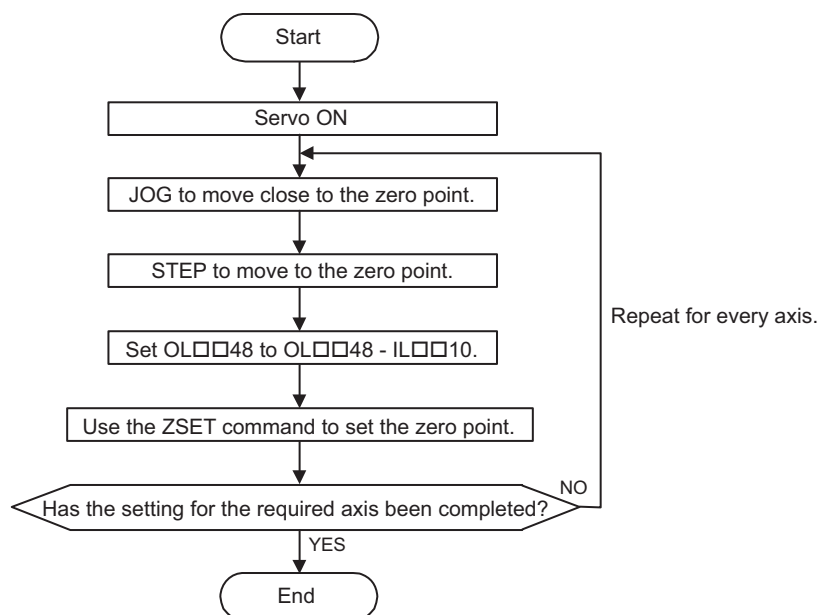 Start
Servo ON
JOG to move close to the zero point.
STEP to move to the zero point.
Repeat for every axis.
Set OL□□48 to OL□□48 - IL□□10.
Use the ZSET command to set the zero point.
NO
Has the setting for the required axis been completed?
YES
End